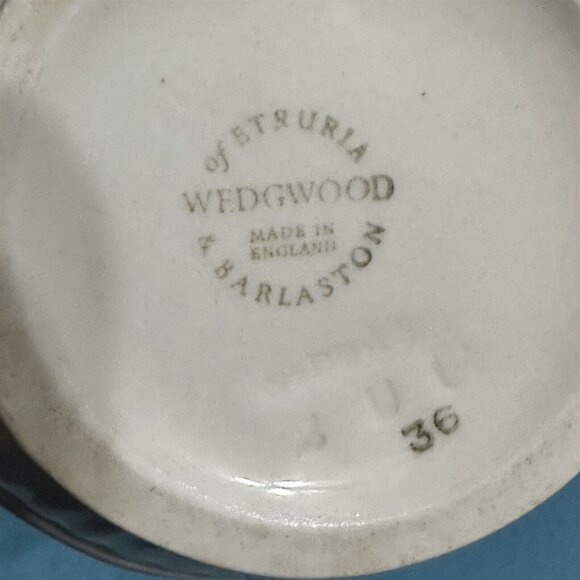 of ETRURIA
WEDGWOOD
MADE IN
ENGLAND
& BARLASTON
36